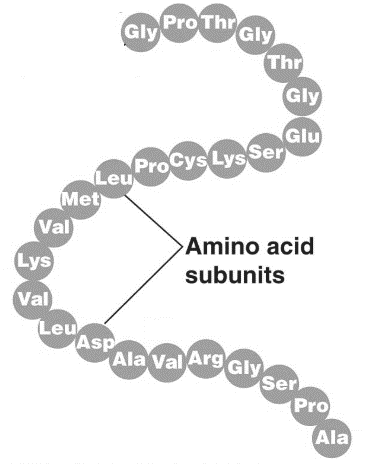 Gly
Pro
Thr
Gly
Thr
Gly
Glu
Ser
Lys
Cys
Pro
Leu
Met
Val
Lys
Val
Leu
Asp
Ala
Val
Arg
Gly
Ser
Pro
Ala
Amino acid
subunits